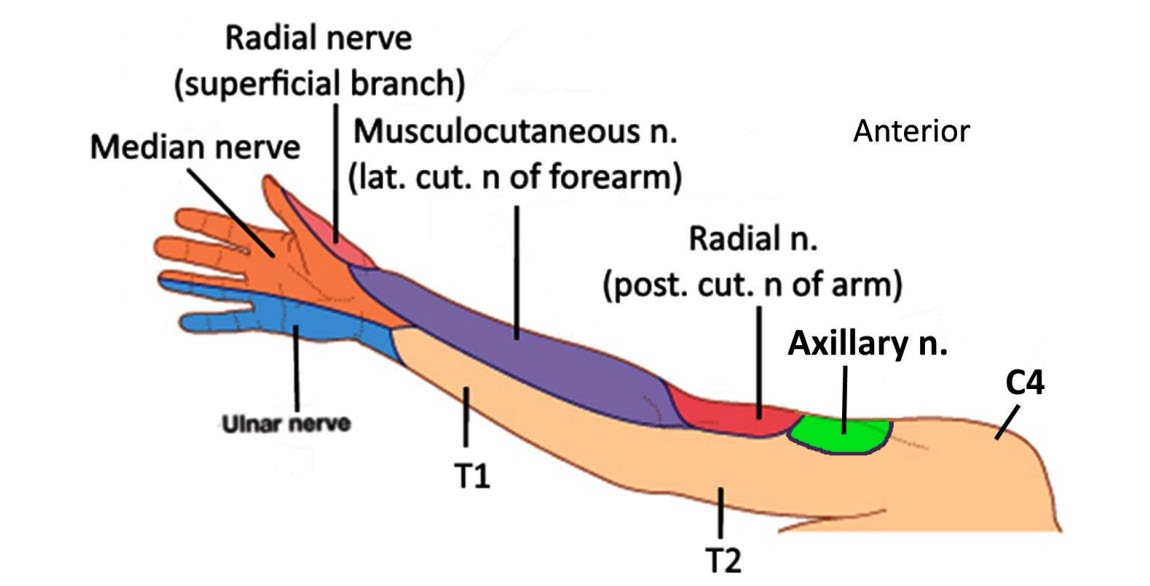 Radial nerve
(superficial branch)
Musculocutaneous n.
(lat. cut. n of forearm)
Anterior
Median nerve
Radial n.
(post. cut. n of arm)
Axillary n.
C4
Ulnar nerve
T1
T2